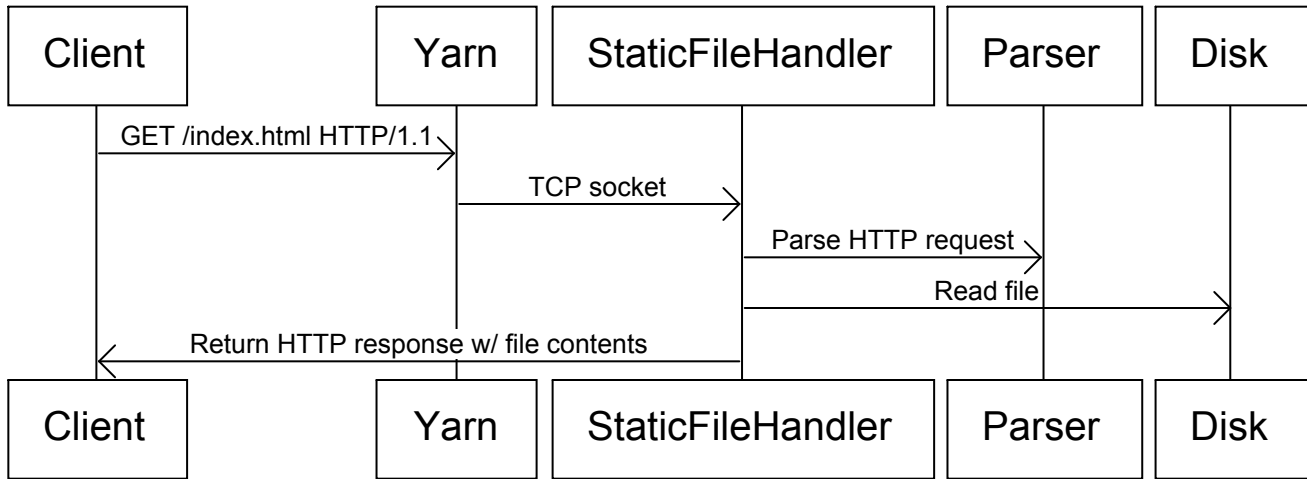 Client Yarn StaticFileHandler Parser Disk
GET /index.html HTTP/1.1
TCP socket
Parse HTTP request
Read file
Return HTTP response w/ file contents
Client Yarn StaticFileHandler Parser Disk